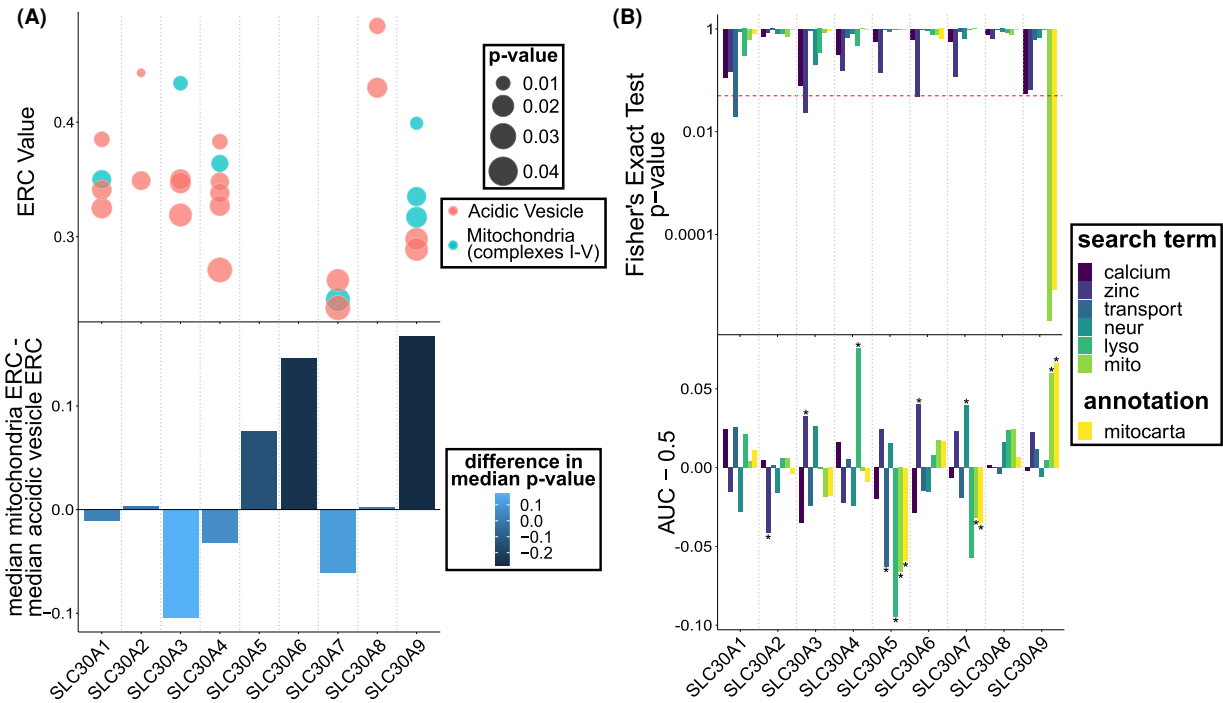 (A)
ERC Value
0.4
0.3
p-value
0.01
0.02
0.03
0.04
Acidic Vesicle
Mitochondria
(complexes I-V)
median mitochondria ERC -
median accidic vesicle ERC
0.1
0.0
−0.1
difference in
median p-value
0.1
0.0
−0.1
−0.2
SLC30A1
SLC30A2
SLC30A3
SLC30A4
SLC30A5
SLC30A6
SLC30A7
SLC30A8
SLC30A9
(B)
Fisher's Exact Test
p−value
1
0.01
0.0001
AUC − 0.5
0.05
0.00
-0.05
-0.10
* * * * * * * * * * * * * *
SLC30A1
SLC30A2
SLC30A3
SLC30A4
SLC30A5
SLC30A6
SLC30A7
SLC30A8
SLC30A9
search term
calcium
zinc
transport
neur
lyso
mito
annotation
mitocarta